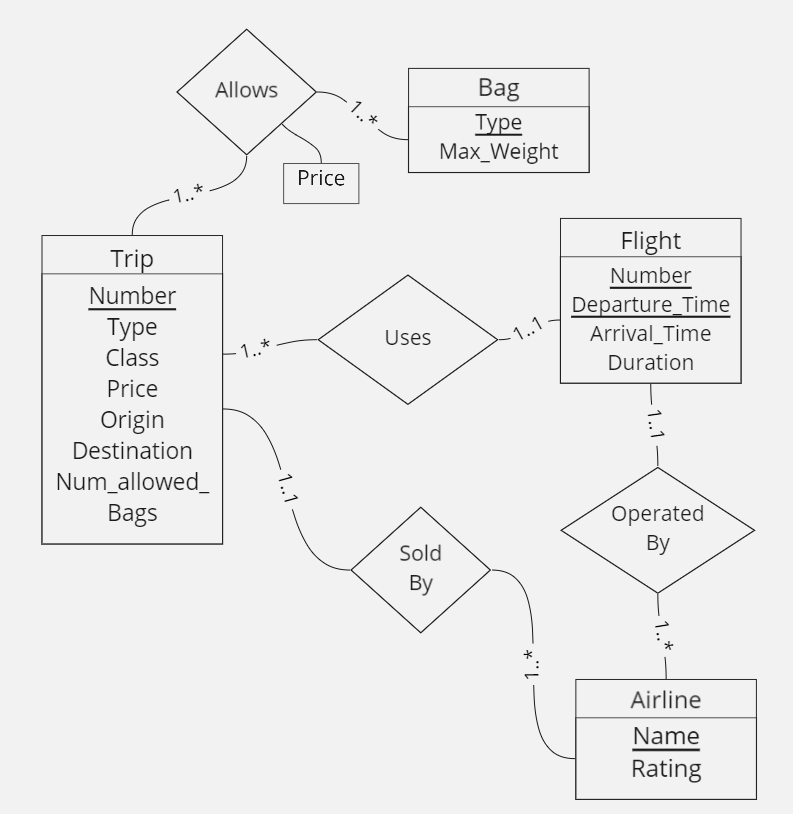 Allows
1..*
Bag
Type
Max_Weight
Price
1..*
Trip
Number
Type
Class
Price
Origin
Destination
Num_allowed_
Bags
1..*
Uses
1..1
Flight
Number
Departure_Time
Arrival_Time
Duration
1..1
1..1
Operated
By
Sold
By
1..*
1..*
Airline
Name
Rating